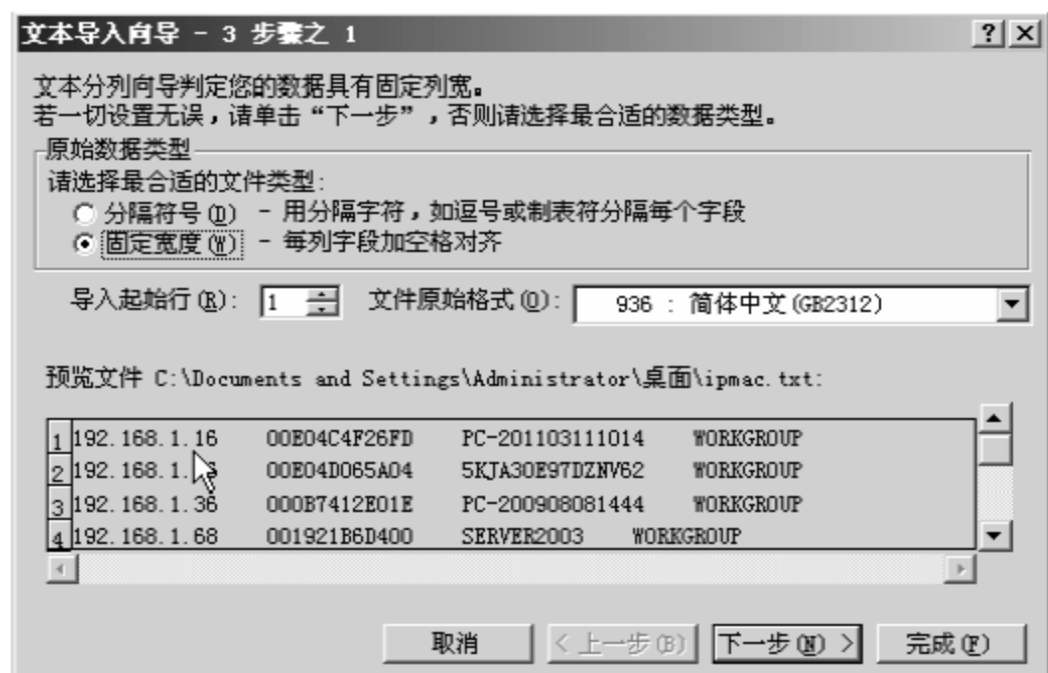 文本导入向导 - 3 步骤之 1
文本分列向导判定您的数据具有固定列宽。
若一切设置无误，请单击“下一步”，否则请选择最合适的数据类型。
原始数据类型
请选择最合适的文件类型:
分隔符号(D) - 用分隔字符，如逗号或制表符分隔每个字段
固定宽度(W) - 每列字段加空格对齐
导入起始行(R): 1 文件原始格式(O): 936 : 简体中文(GB2312)
预览文件 C:\Documents and Settings\Administrator\桌面\ipmac.txt:
1 192.168.1.16 00E04C4F26FD PC-201103111014 WORKGROUP
2 192.168.1. 00E04D065A04 5KJA30E97DZNV62 WORKGROUP
3 192.168.1.36 000B7412E01E PC-200908081444 WORKGROUP
4 192.168.1.68 001921B6D400 SERVER2003 WORKGROUP
取消 < 上一步(B) 下一步(N) > 完成(F)